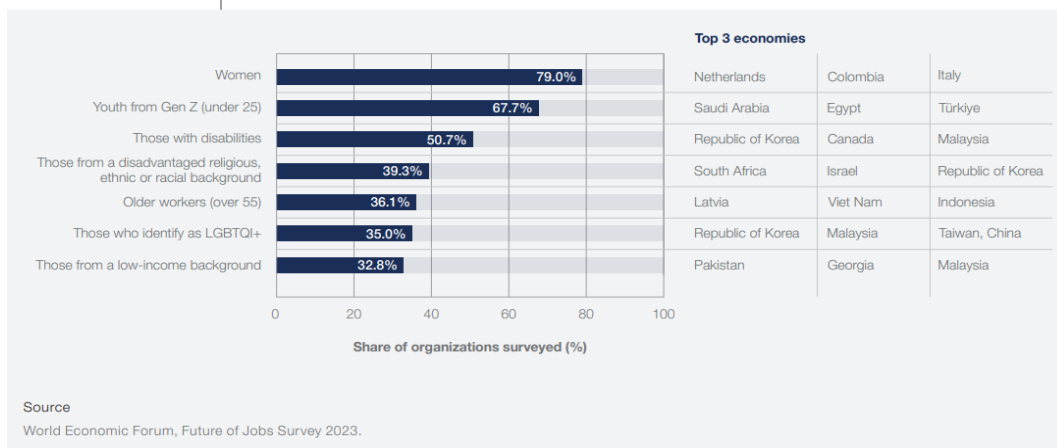 Top 3 economies
Women 79.0% Netherlands Colombia Italy
Youth from Gen Z (under 25) 67.7% Saudi Arabia Egypt Türkiye
Those with disabilities 50.7% Republic of Korea Canada Malaysia
Those from a disadvantaged religious,
ethnic or racial background 39.3% South Africa Israel Republic of Korea
Older workers (over 55) 36.1% Latvia Viet Nam Indonesia
Those who identify as LGBTQI+ 35.0% Republic of Korea Malaysia Taiwan, China
Those from a low-income background 32.8% Pakistan Georgia Malaysia
0 20 40 60 80 100
Share of organizations surveyed (%)
Source
World Economic Forum, Future of Jobs Survey 2023.